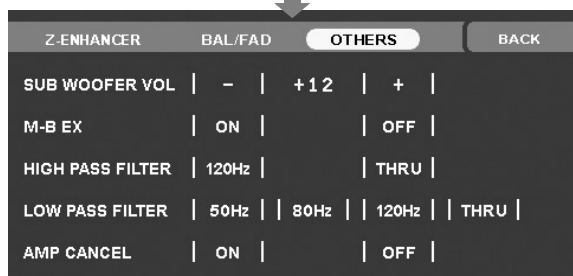 Z-ENHANCER BAL/FAD OTHERS BACK
SUB WOOFER VOL - +12 +
M-B EX ON OFF
HIGH PASS FILTER 120Hz THRU
LOW PASS FILTER 50Hz 80Hz 120Hz THRU
AMP CANCEL ON OFF